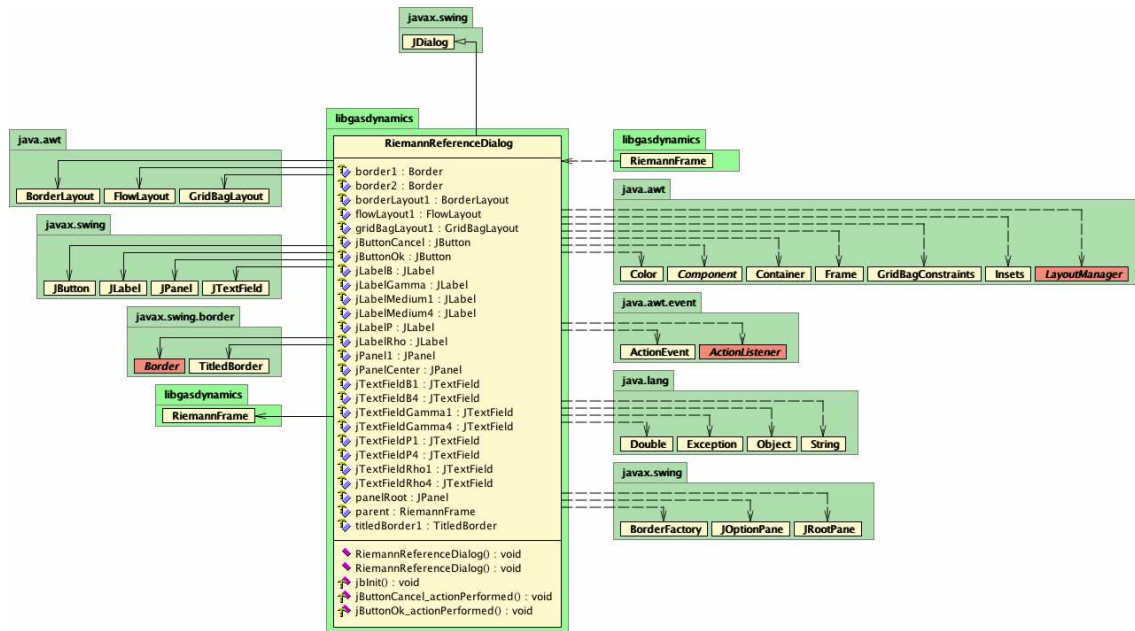 javax.swing
JDialog
libgasdynamics
RiemannReferenceDialog
border1 : Border
border2 : Border
borderLayout1 : BorderLayout
flowLayout1 : FlowLayout
gridBagLayout1 : GridBagLayout
jButtonCancel : JButton
jButtonOk : JButton
jLabelB : JLabel
jLabelGamma : JLabel
jLabelMedium1 : JLabel
jLabelMedium4 : JLabel
jLabelP : JLabel
jLabelRho : JLabel
jPanel1 : JPanel
jPanelCenter : JPanel
jTextFieldB1 : JTextField
jTextFieldB4 : JTextField
jTextFieldGamma1 : JTextField
jTextFieldGamma4 : JTextField
jTextFieldP1 : JTextField
jTextFieldP4 : JTextField
jTextFieldRho1 : JTextField
jTextFieldRho4 : JTextField
panelRoot : JPanel
parent : RiemannFrame
titledBorder1 : TitledBorder
RiemannReferenceDialog() : void
RiemannReferenceDialog() : void
jbInit() : void
jButtonCancel_actionPerformed() : void
jButtonOk_actionPerformed() : void
java.awt
BorderLayout FlowLayout GridBagLayout
javax.swing
JButton JLabel JPanel JTextField
javax.swing.border
Border TitledBorder
libgasdynamics
RiemannFrame
libgasdynamics
RiemannFrame
java.awt
Color Component Container Frame GridBagConstraints Insets LayoutManager
java.awt.event
ActionEvent ActionListener
java.lang
Double Exception Object String
javax.swing
BorderFactory JOptionPane JRootPane